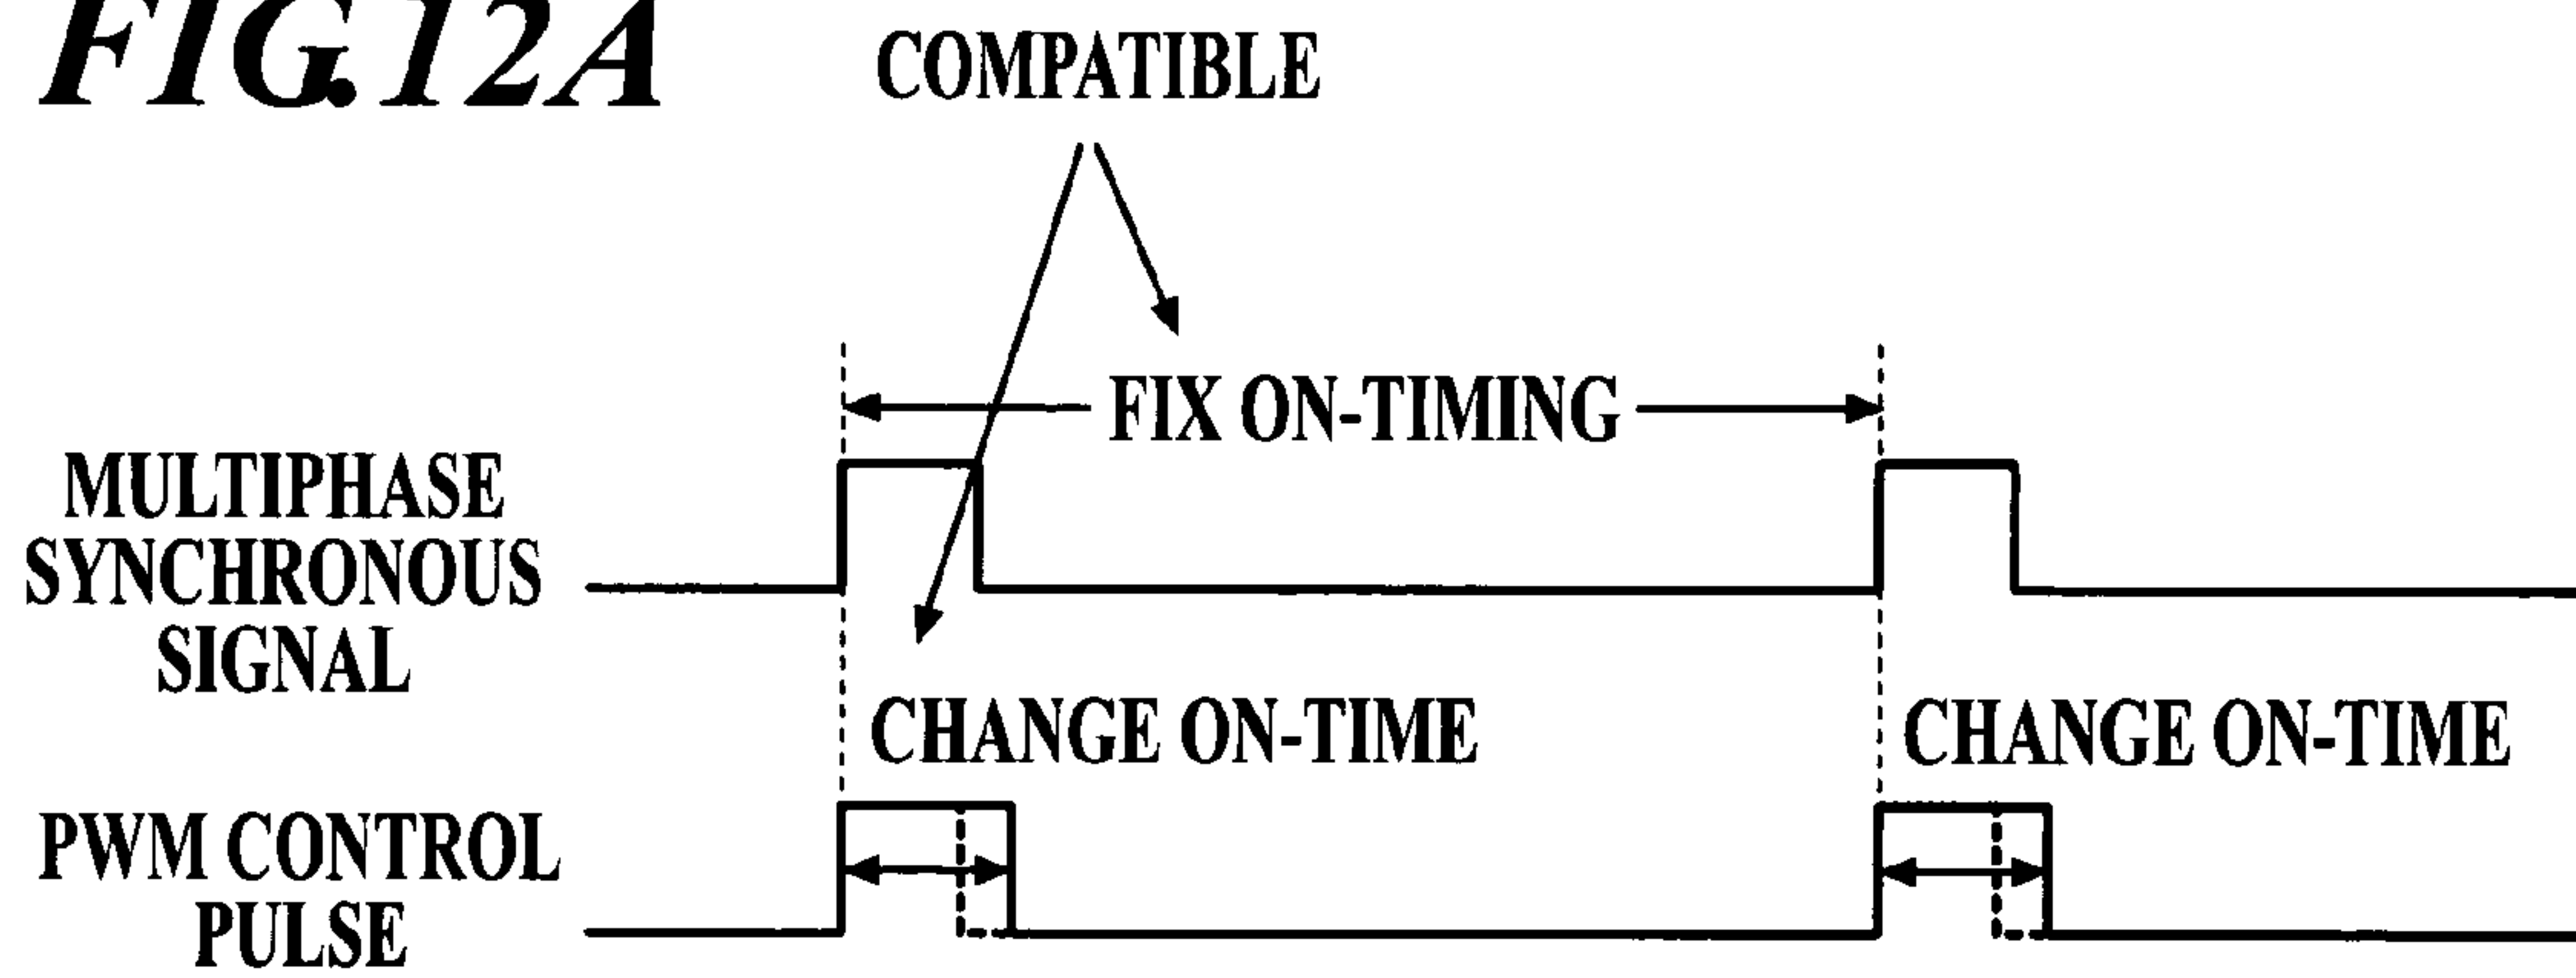 FIG.12A
COMPATIBLE
FIX ON-TIMING
MULTIPHASE
SYNCHRONOUS
SIGNAL
CHANGE ON-TIME
CHANGE ON-TIME
PWM CONTROL
PULSE